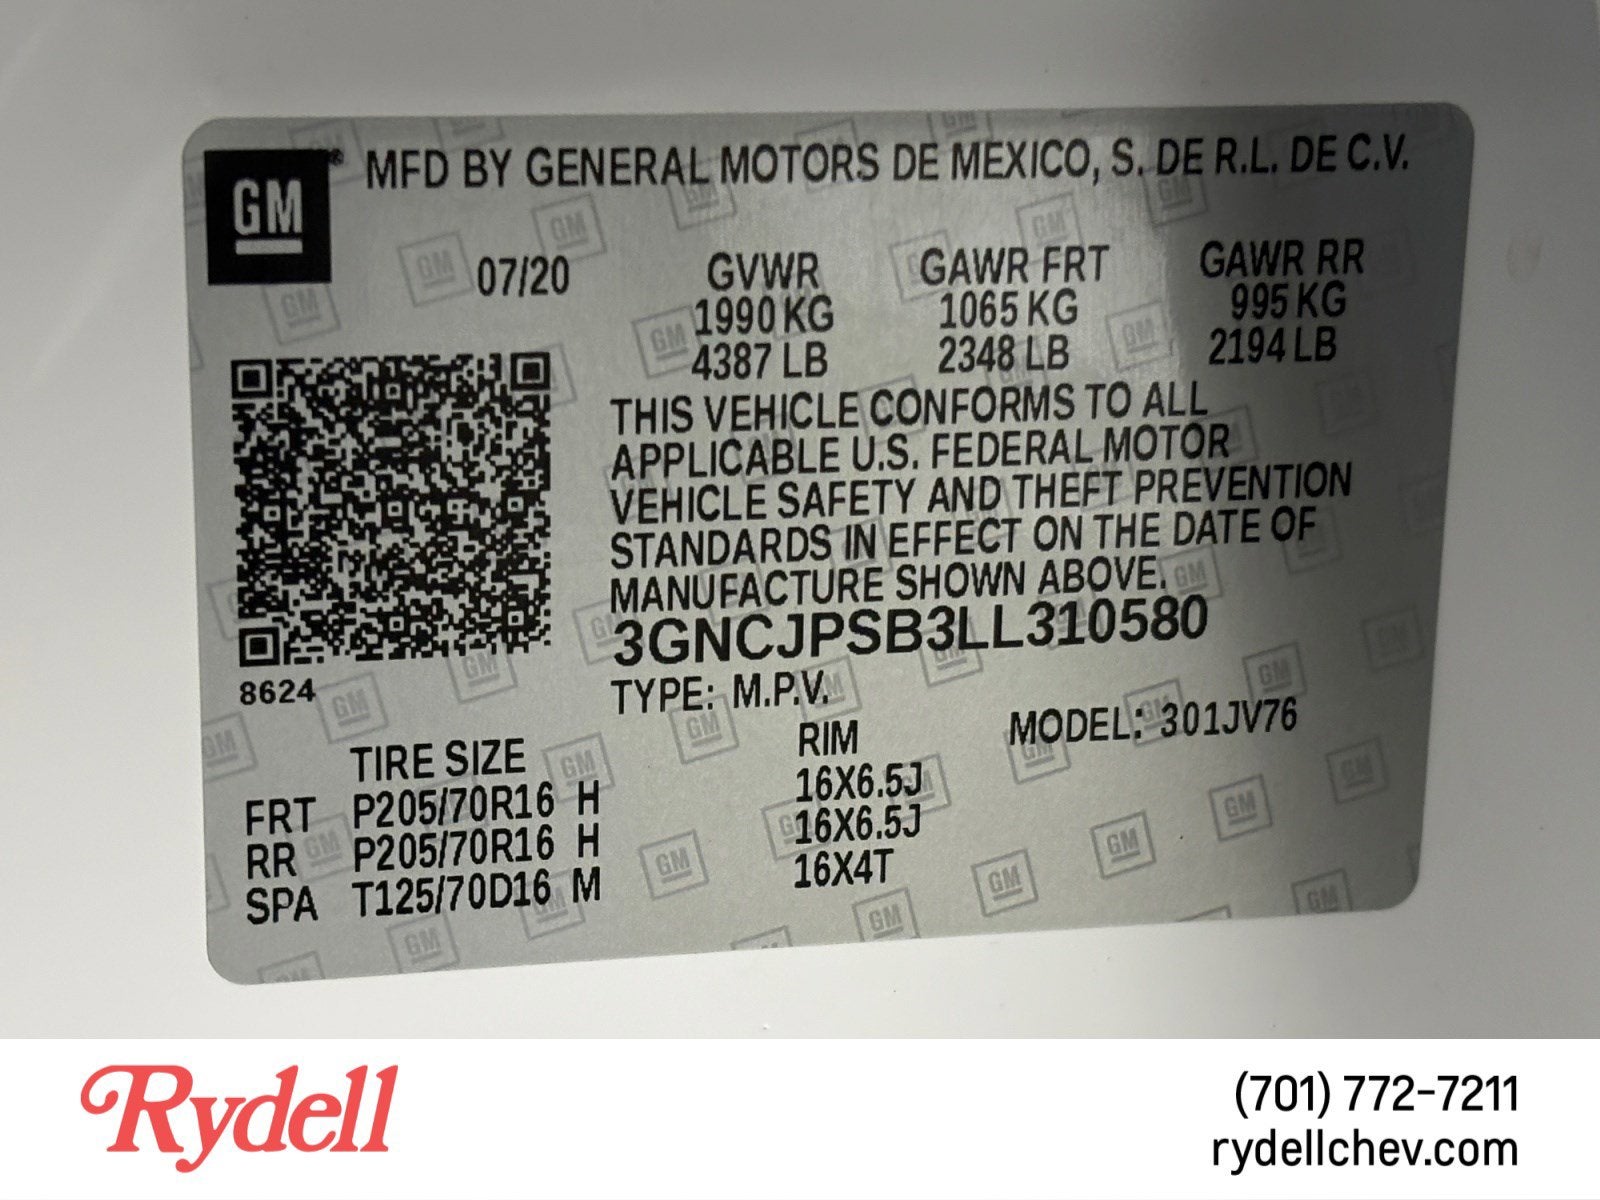 GM ® MFD BY GENERAL MOTORS DE MEXICO, S. DE R.L. DE C.V.
07/20 GVWR GAWR FRT GAWR RR
1990 KG 1065 KG 995 KG
4387 LB 2348 LB 2194 LB
THIS VEHICLE CONFORMS TO ALL
APPLICABLE U.S. FEDERAL MOTOR
VEHICLE SAFETY AND THEFT PREVENTION
STANDARDS IN EFFECT ON THE DATE OF
MANUFACTURE SHOWN ABOVE.
3GNCJPSB3LL310580
8624 TYPE: M.P.V. MODEL: 301JV76
TIRE SIZE RIM
FRT P205/70R16 H 16X6.5J
RR P205/70R16 H 16X6.5J
SPA T125/70D16 M 16X4T
Rydell
(701) 772-7211
rydellchev.com